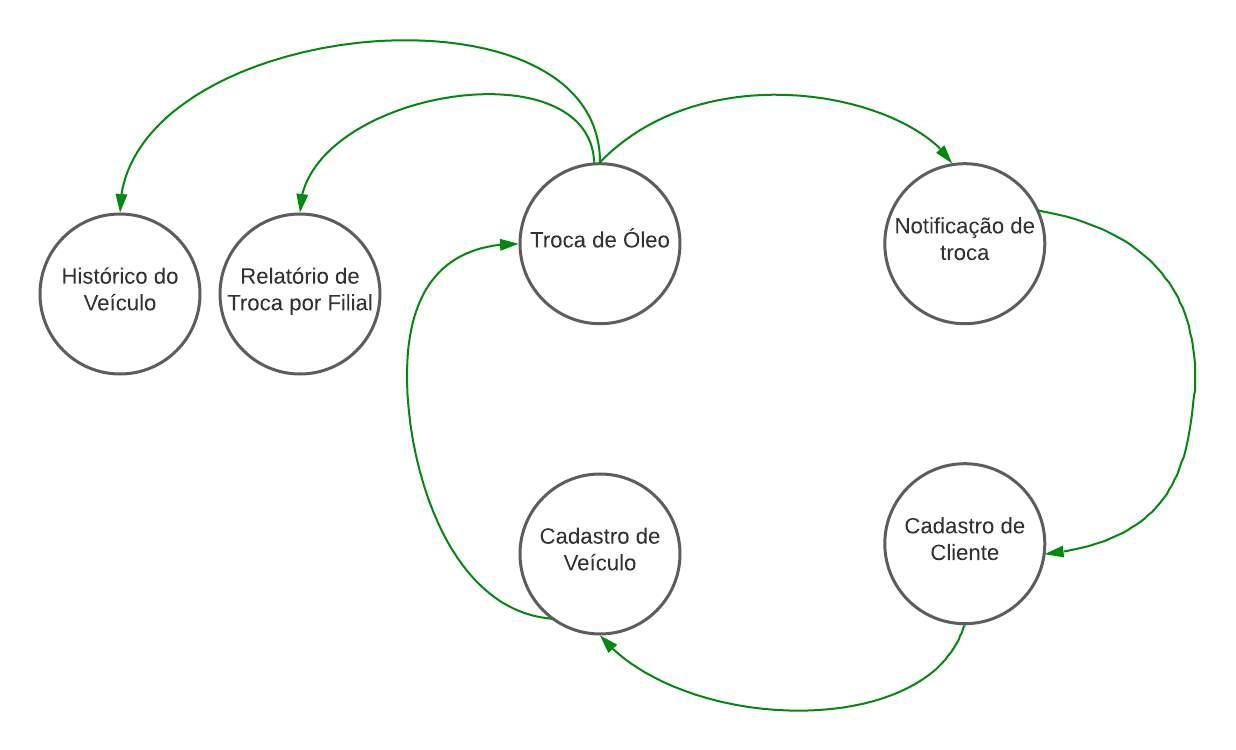 Histórico do
Veículo
Relatório de
Troca por Filial
Troca de Óleo
Notificação de
troca
Cadastro de
Veículo
Cadastro de
Cliente